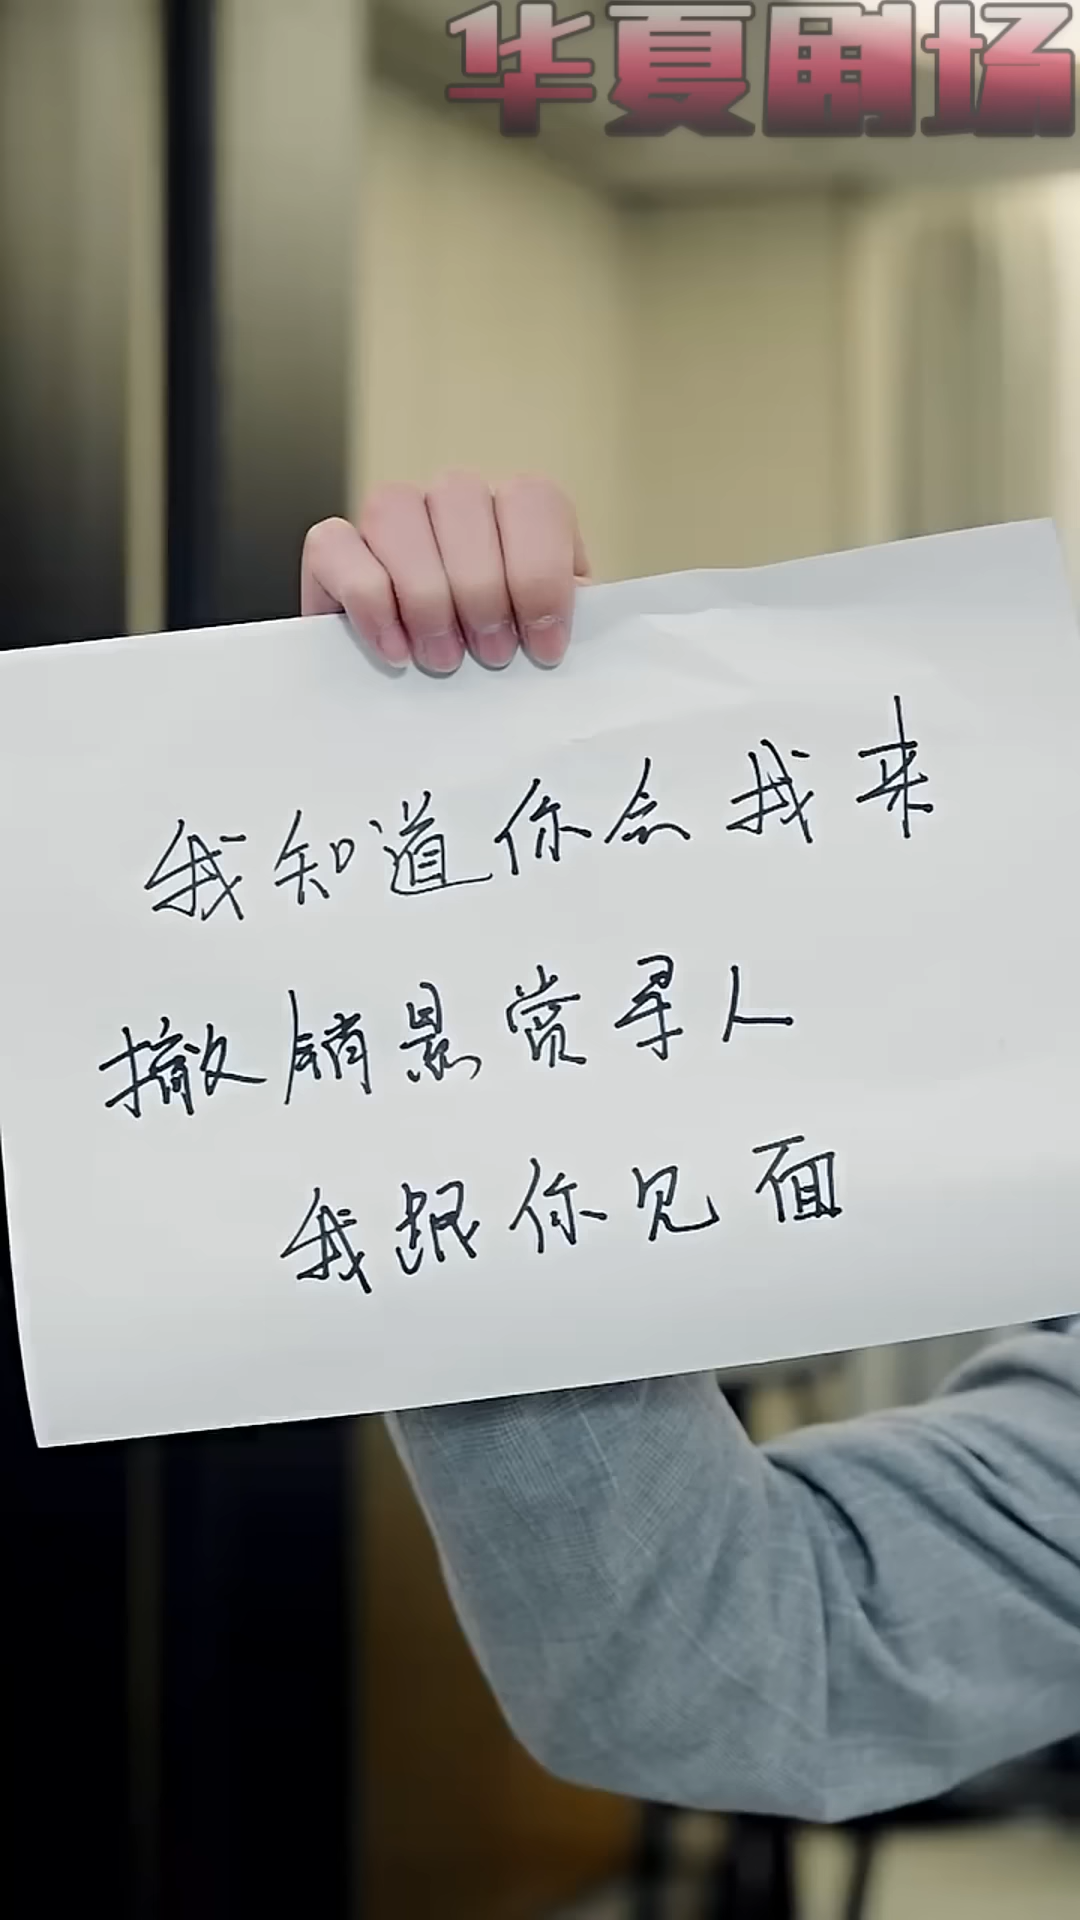 华夏剧场
我知道你会找来
撤销悬赏寻人
我跟你见面